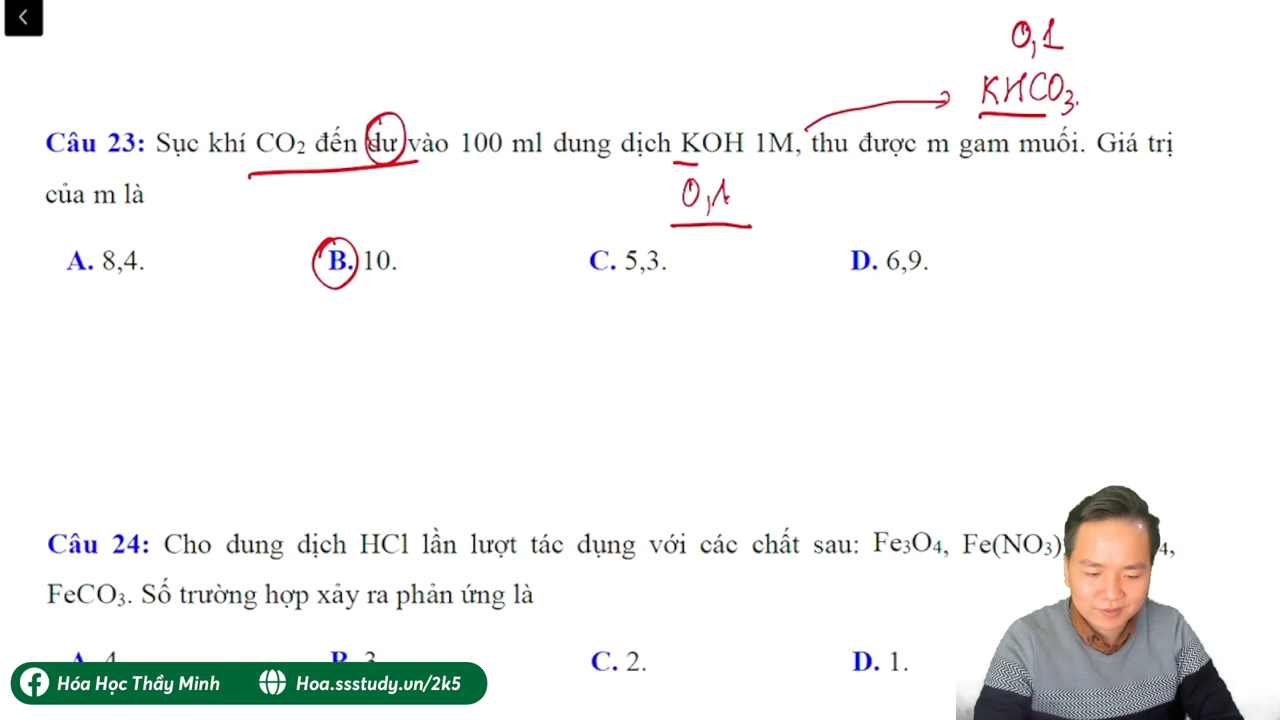 0,1
KHCO₃.
Câu 23: Sục khí CO₂ đến dư vào 100 ml dung dịch KOH 1M, thu được m gam muối. Giá trị
0,1
của m là
A. 8,4. B. 10. C. 5,3. D. 6,9.
Câu 24: Cho dung dịch HCl lần lượt tác dụng với các chất sau: Fe₃O₄, Fe(NO₃) ₄,
FeCO₃. Số trường hợp xảy ra phản ứng là
C. 2. D. 1.
Hóa Học Thầy Minh Hoa.ssstudy.vn/2k5